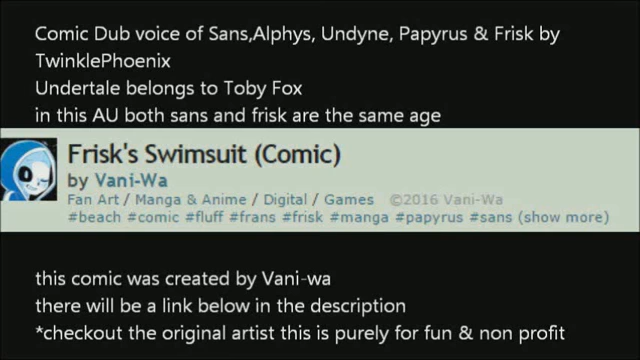 Comic Dub voice of Sans,Alphys, Undyne, Papyrus & Frisk by
TwinklePhoenix
Undertale belongs to Toby Fox
in this AU both sans and frisk are the same age
Frisk's Swimsuit (Comic)
by Vani-Wa
Fan Art / Manga & Anime / Digital / Games ©2016 Vani-Wa
#beach #comic #fluff #frans #frisk #manga #papyrus #sans (show more)
this comic was created by Vani-wa
there will be a link below in the description
*checkout the original artist this is purely for fun & non profit